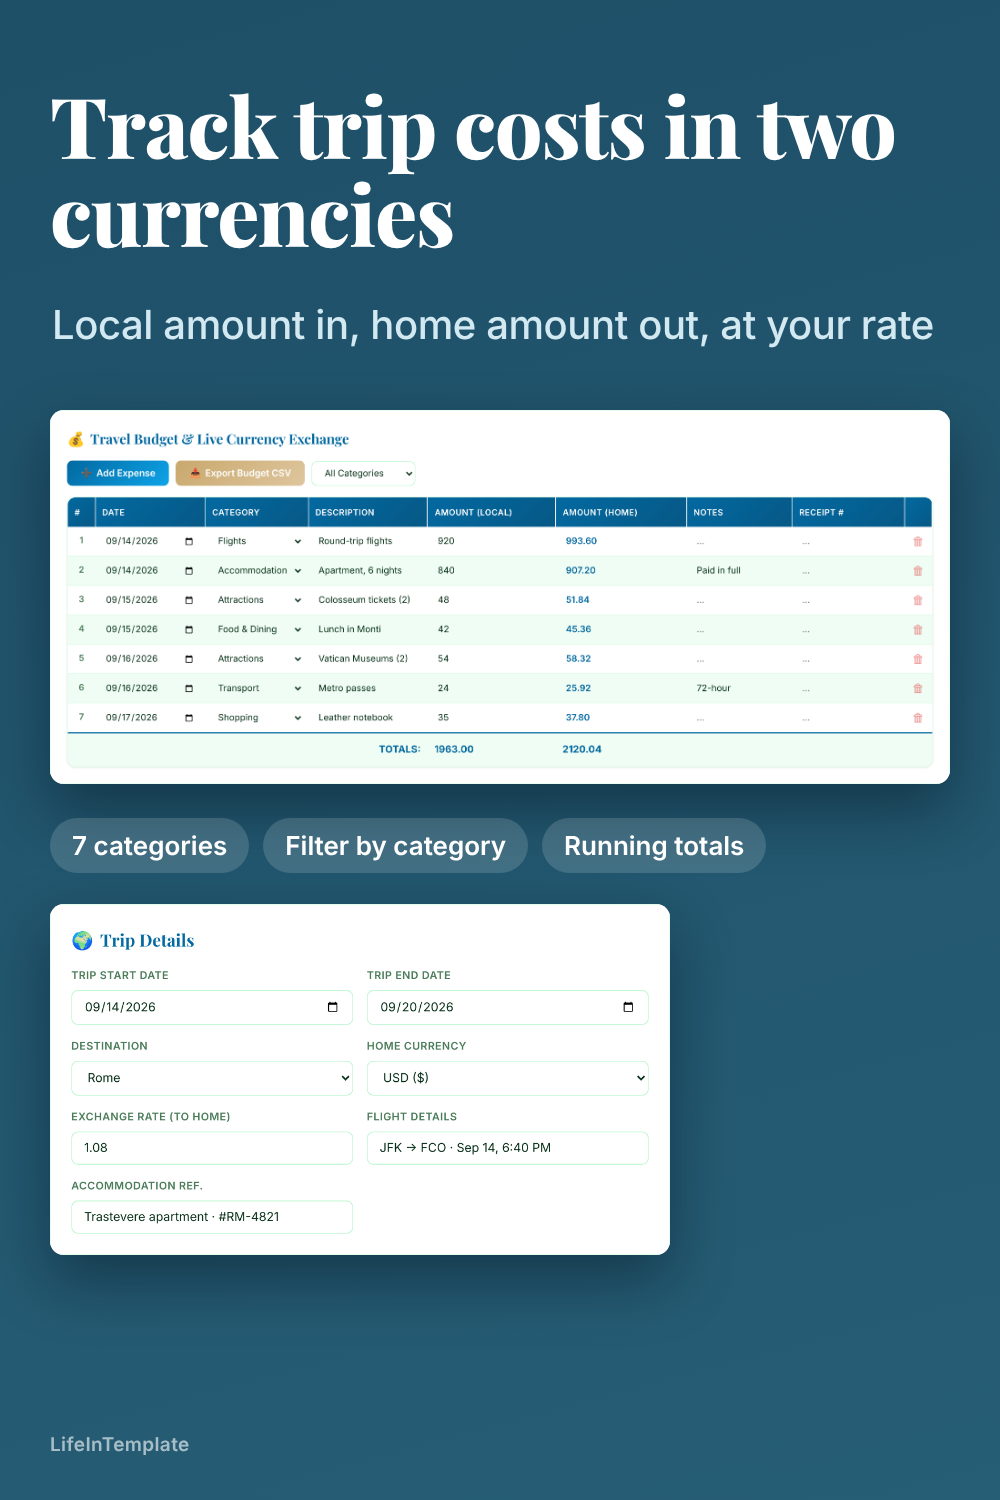 Track trip costs in two
currencies
Local amount in, home amount out, at your rate
💰 Travel Budget & Live Currency Exchange
➕ Add Expense 📤 Export Budget CSV All Categories
# DATE CATEGORY DESCRIPTION AMOUNT (LOCAL) AMOUNT (HOME) NOTES RECEIPT #
1 09/14/2026 Flights Round-trip flights 920 993.60 ... ...
2 09/14/2026 Accommodation Apartment, 6 nights 840 907.20 Paid in full ...
3 09/15/2026 Attractions Colosseum tickets (2) 48 51.84 ... ...
4 09/15/2026 Food & Dining Lunch in Monti 42 45.36 ... ...
5 09/16/2026 Attractions Vatican Museums (2) 54 58.32 ... ...
6 09/16/2026 Transport Metro passes 24 25.92 72-hour ...
7 09/17/2026 Shopping Leather notebook 35 37.80 ... ...
TOTALS: 1963.00 2120.04
7 categories Filter by category Running totals
🌍 Trip Details
TRIP START DATE TRIP END DATE
09/14/2026 09/20/2026
DESTINATION HOME CURRENCY
Rome USD ($)
EXCHANGE RATE (TO HOME) FLIGHT DETAILS
1.08 JFK → FCO · Sep 14, 6:40 PM
ACCOMMODATION REF.
Trastevere apartment · #RM-4821
LifeInTemplate